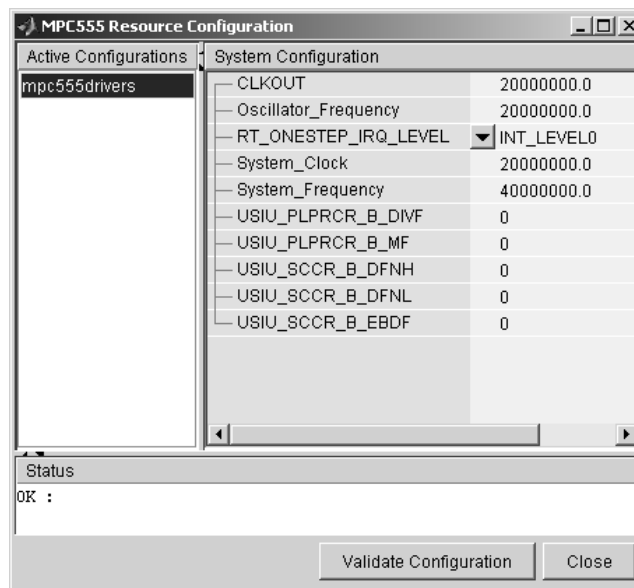 MPC555 Resource Configuration
Active Configurations System Configuration
mpc555drivers
CLKOUT 20000000.0
Oscillator_Frequency 20000000.0
RT_ONESTEP_IRQ_LEVEL INT_LEVEL0
System_Clock 20000000.0
System_Frequency 40000000.0
USIU_PLPRCR_B_DIVF 0
USIU_PLPRCR_B_MF 0
USIU_SCCR_B_DFNH 0
USIU_SCCR_B_DFNL 0
USIU_SCCR_B_EBDF 0
Status
OK :
Validate Configuration Close